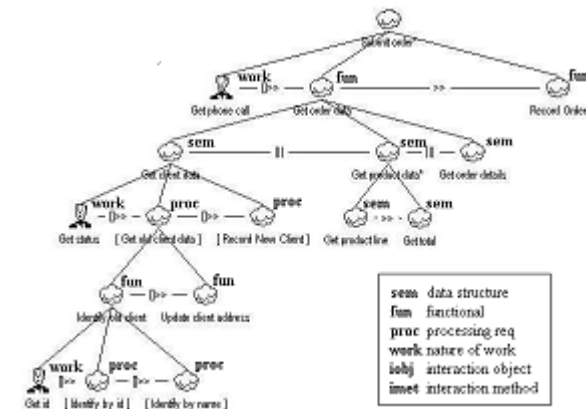 Submit order*
work fun fun
[]>> >>
Get phone call Get order data Record Order
sem sem sem
||| |||
Get client data Get product data* Get order details
work proc proc sem sem
[]>> []>> >>
Get status [ Get old client data ] [ Record New Client ] Get product line Get total
fun fun
[]>>
Identify old client Update client address
work proc proc
[]>> []>>
Get id [ Identify by id ] [ Identify by name ]
sem data structure
fun functional
proc processing req
work nature of work
iobj interaction object
imet interaction method